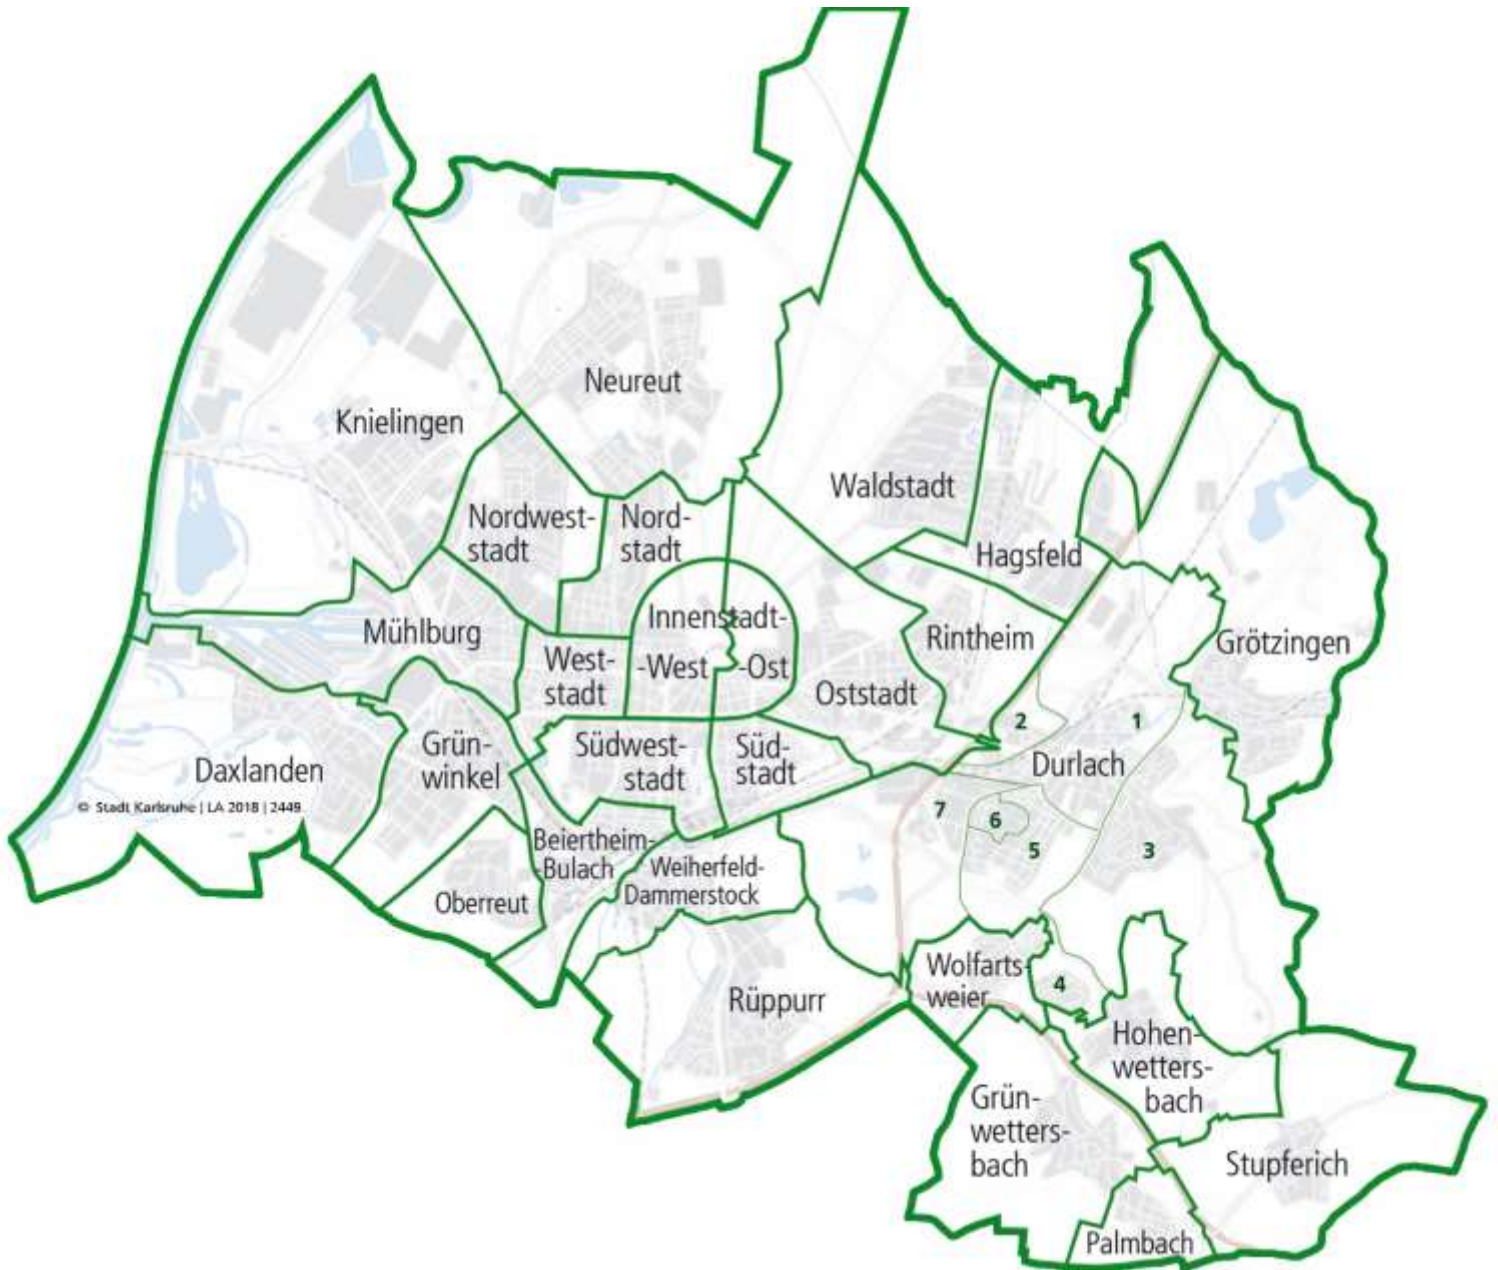 Neureut
Knielingen
Waldstadt
Nordwest-
stadt
Nord-
stadt
Hagsfeld
Innenstadt-
-West
-Ost
Mühlburg
Rintheim
Grötzingen
West-
stadt
Oststadt
2
1
Grün-
winkel
Südwest-
stadt
Süd-
stadt
Durlach
Daxlanden
© Stadt Karlsruhe | LA 2018 | 2449
7
6
5
3
Beiertheim-
-Bulach
Weiherfeld-
Dammerstock
Oberreut
Wolfarts-
weier
4
Rüppurr
Hohen-
wetters-
bach
Grün-
wetters-
bach
Stupferich
Palmbach